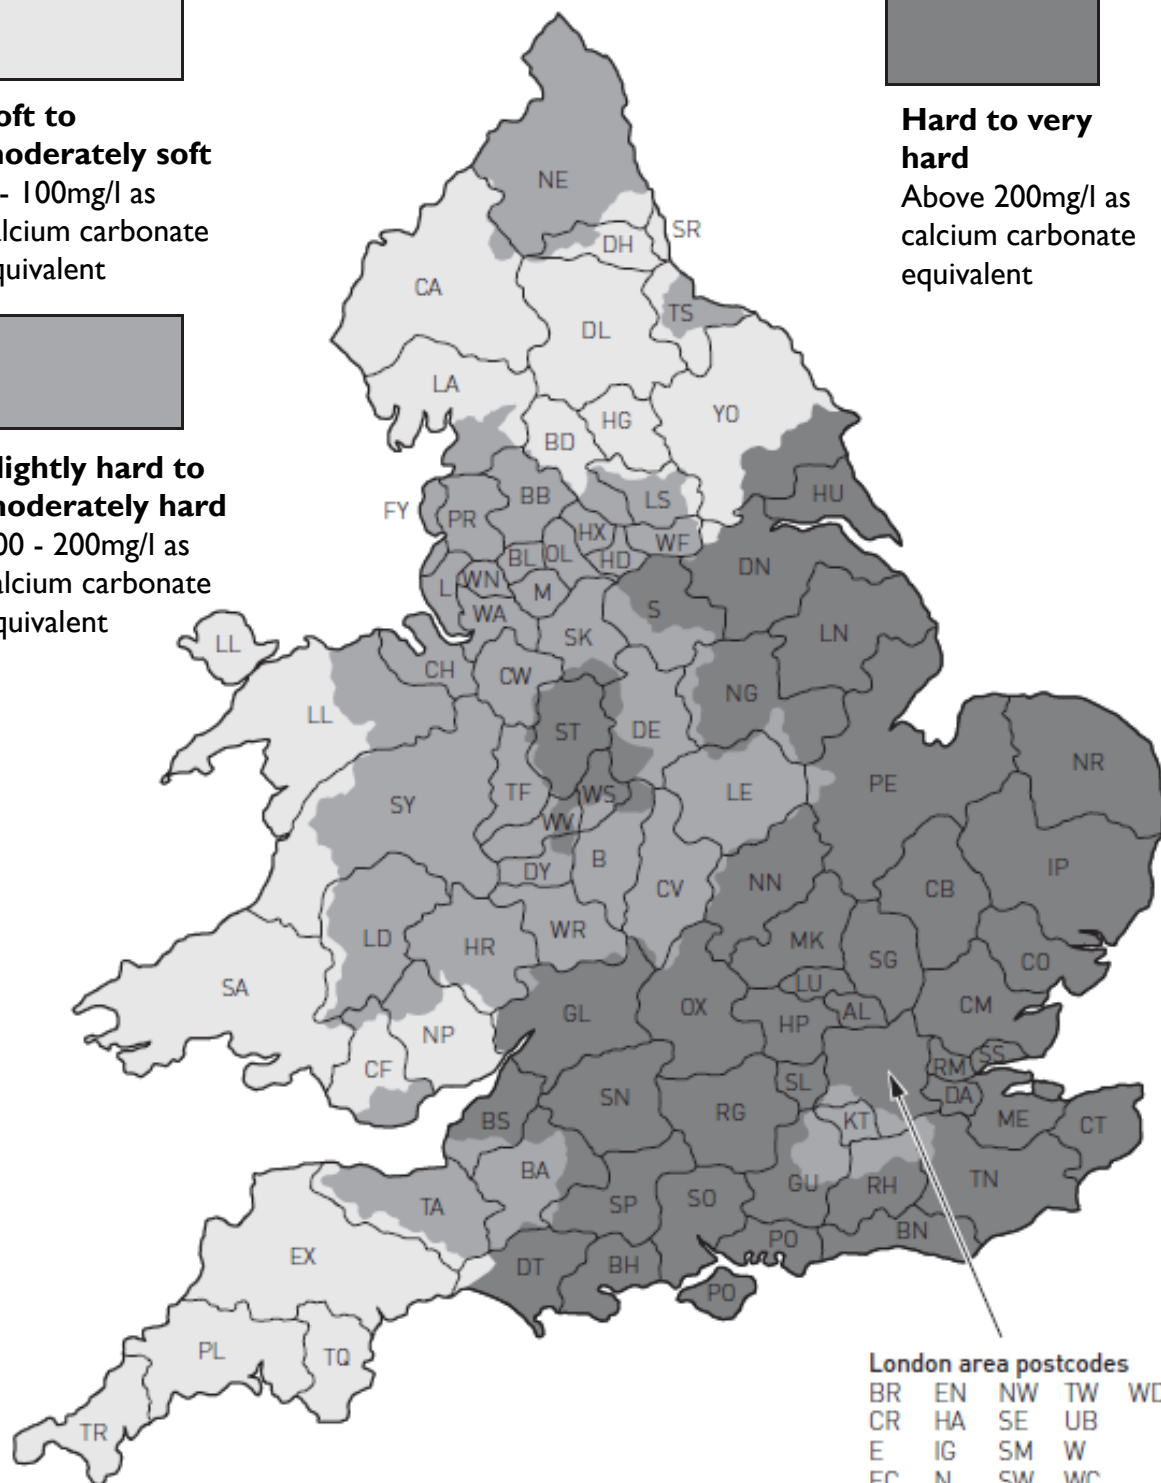 oft to
noderately soft
- 100mg/l as
alcium carbonate
quivalent
lightly hard to
noderately hard
00 - 200mg/l as
alcium carbonate
quivalent
Hard to very
hard
Above 200mg/l as
calcium carbonate
equivalent
NE
SR
DH
CA
TS
DL
LA
YO
HG
BD
HU
BB
LS
FY
PR
HX
WF
BL
OL
HD
DN
WN
L
M
S
WA
SK
LN
LL
CH
CW
NG
LL
ST
DE
NR
PE
TF
WS
LE
SY
WV
B
IP
DY
NN
CB
CV
WR
LD
HR
MK
SG
CO
SA
LU
GL
OX
AL
CM
HP
NP
SS
CF
RM
SL
DA
SN
RG
KT
ME
CT
BS
BA
GU
RH
TN
TA
SP
SO
BN
PO
EX
DT
BH
PO
PL
TQ
TR
London area postcodes
BR EN NW TW WD
CR HA SE UB
E IG SM W
EC N SW WC